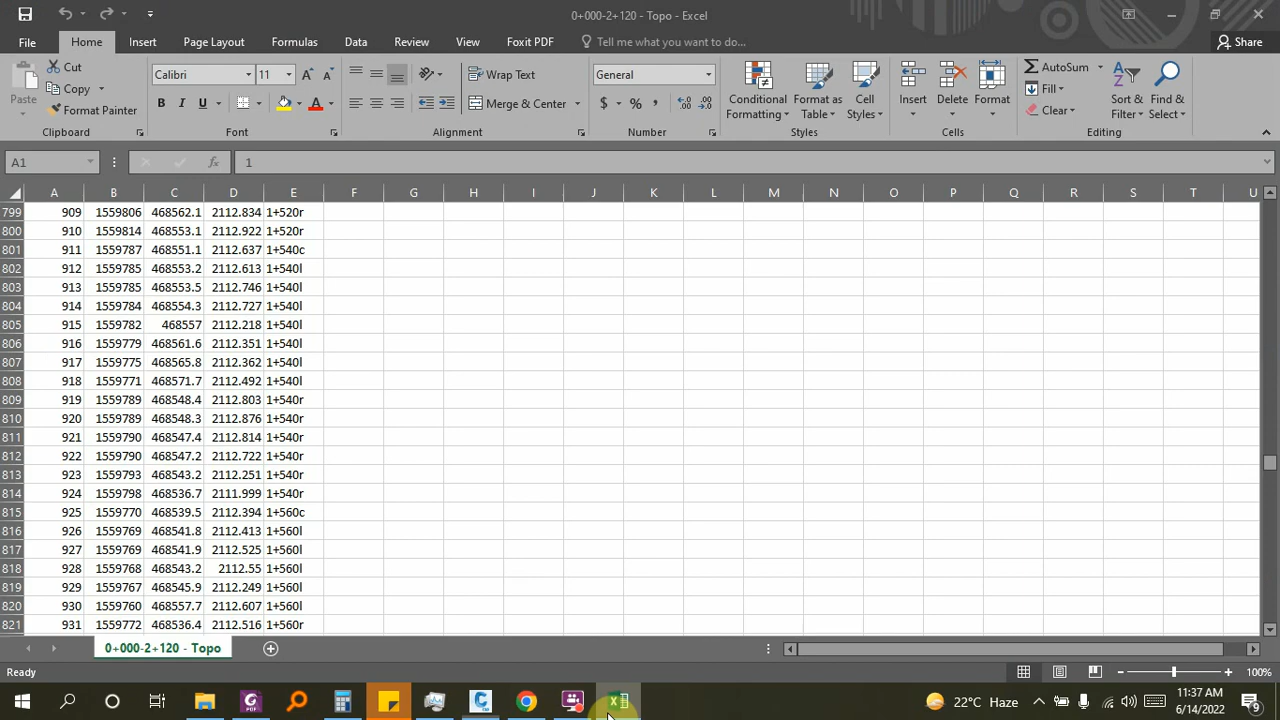 0+000-2+120 - Topo - Excel
File Home Insert Page Layout Formulas Data Review View Foxit PDF Tell me what you want to do... Share
Paste Cut Copy Format Painter Clipboard
Calibri 11 B I U A Font
Wrap Text Merge & Center Alignment
General $ % , Number
Conditional Formatting Format as Table Cell Styles Styles
Insert Delete Format Cells
AutoSum Fill Clear Sort & Filter Find & Select Editing
A1 fx 1
A B C D E F G H I J K L M N O P Q R S T U
799 909 1559806 468562.1 2112.834 1+520r
800 910 1559814 468553.1 2112.922 1+520r
801 911 1559787 468551.1 2112.637 1+540c
802 912 1559785 468553.2 2112.613 1+540l
803 913 1559785 468553.5 2112.746 1+540l
804 914 1559784 468554.3 2112.727 1+540l
805 915 1559782 468557 2112.218 1+540l
806 916 1559779 468561.6 2112.351 1+540l
807 917 1559775 468565.8 2112.362 1+540l
808 918 1559771 468571.7 2112.492 1+540l
809 919 1559789 468548.4 2112.803 1+540r
810 920 1559789 468548.3 2112.876 1+540r
811 921 1559790 468547.4 2112.814 1+540r
812 922 1559790 468547.2 2112.722 1+540r
813 923 1559793 468543.2 2112.251 1+540r
814 924 1559798 468536.7 2111.999 1+540r
815 925 1559770 468539.5 2112.394 1+560c
816 926 1559769 468541.8 2112.413 1+560l
817 927 1559769 468541.9 2112.525 1+560l
818 928 1559768 468543.2 2112.55 1+560l
819 929 1559767 468545.9 2112.249 1+560l
820 930 1559760 468557.7 2112.607 1+560l
821 931 1559772 468536.4 2112.516 1+560r
0+000-2+120 - Topo
Ready 100%
22°C Haze 11:37 AM
6/14/2022 9